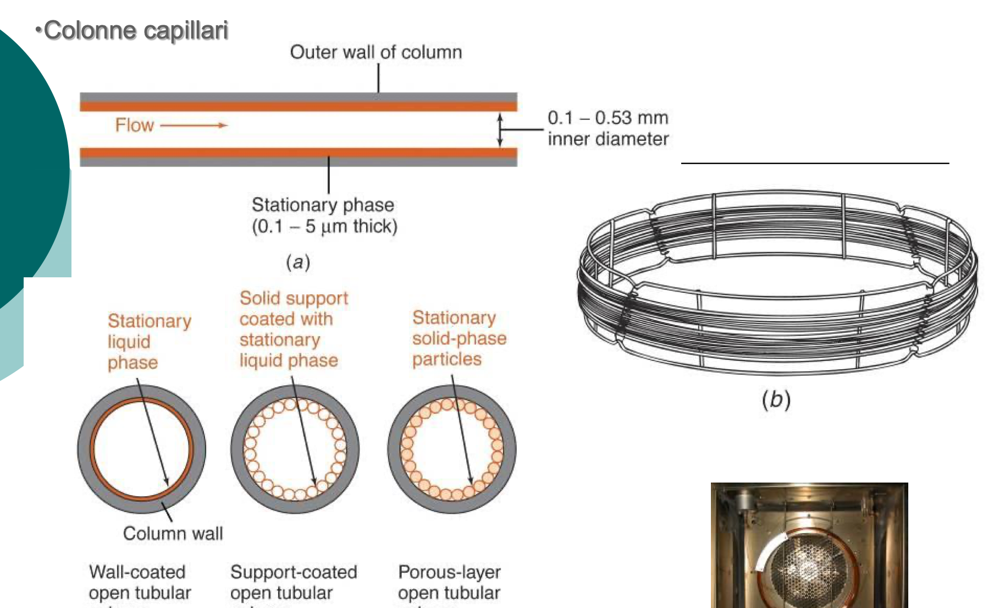 •Colonne capillari
Outer wall of column
Flow
0.1 – 0.53 mm
inner diameter
Stationary phase
(0.1 – 5 μm thick)
(a)
Stationary
liquid
phase
Solid support
coated with
stationary
liquid phase
Stationary
solid-phase
particles
(b)
Column wall
Wall-coated
open tubular
Support-coated
open tubular
Porous-layer
open tubular